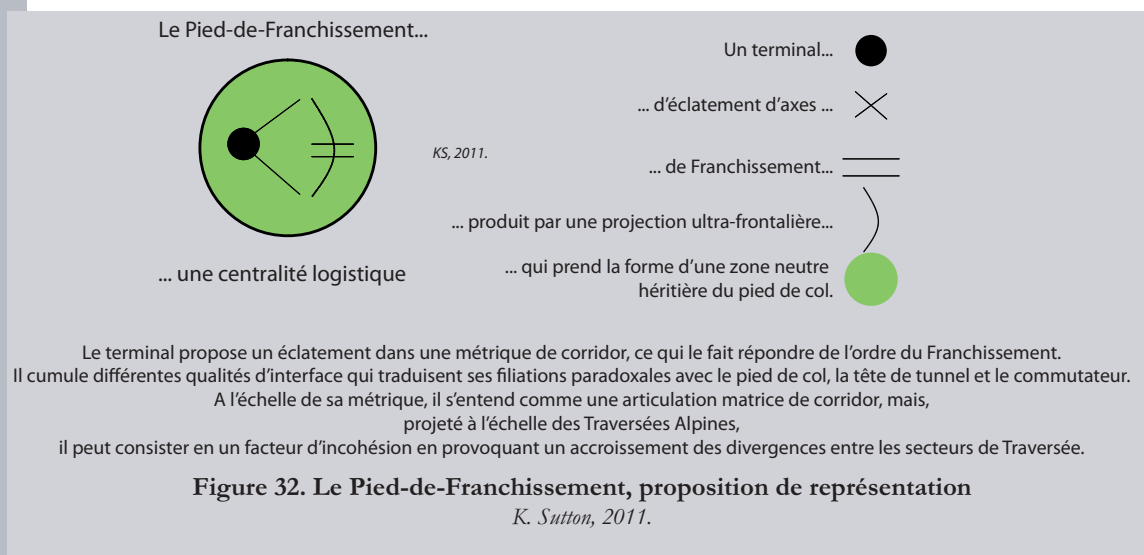 Le Pied-de-Franchissement...
KS, 2011.
... une centralité logistique
Un terminal...
... d'éclatement d'axes ...
... de Franchissement...
... produit par une projection ultra-frontalière...
... qui prend la forme d'une zone neutre
héritière du pied de col.
Le terminal propose un éclatement dans une métrique de corridor, ce qui le fait répondre de l'ordre du Franchissement.
Il cumule différentes qualités d'interface qui traduisent ses filiations paradoxales avec le pied de col, la tête de tunnel et le commutateur.
A l'échelle de sa métrique, il s'entend comme une articulation matrice de corridor, mais,
projeté à l'échelle des Traversées Alpines,
il peut consister en un facteur d'incohésion en provoquant un accroissement des divergences entre les secteurs de Traversée.
Figure 32. Le Pied-de-Franchissement, proposition de représentation
K. Sutton, 2011.